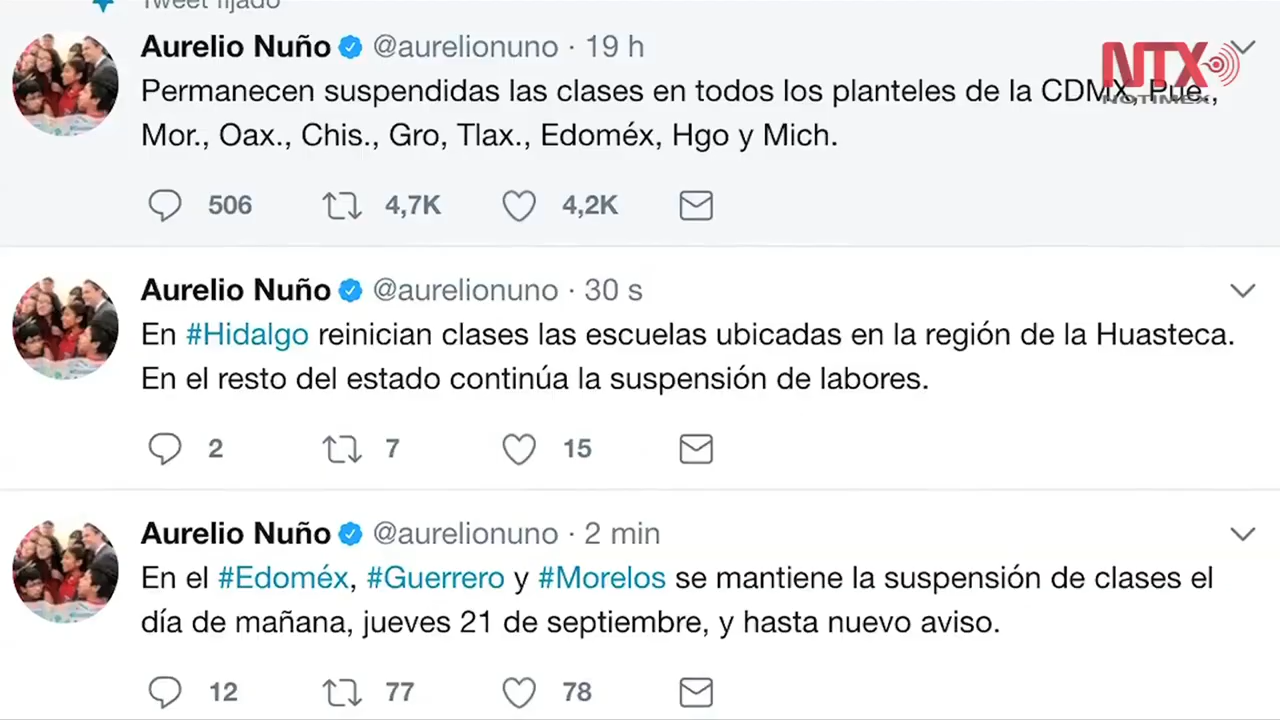 Tweet fijado
Aurelio Nuño @aurelionuno · 19 h
NTX
NOTIMEX
Permanecen suspendidas las clases en todos los planteles de la CDMX, Pue.,
Mor., Oax., Chis., Gro, Tlax., Edoméx, Hgo y Mich.
506 4,7K 4,2K
Aurelio Nuño @aurelionuno · 30 s
En #Hidalgo reinician clases las escuelas ubicadas en la región de la Huasteca.
En el resto del estado continúa la suspensión de labores.
2 7 15
Aurelio Nuño @aurelionuno · 2 min
En el #Edoméx, #Guerrero y #Morelos se mantiene la suspensión de clases el
día de mañana, jueves 21 de septiembre, y hasta nuevo aviso.
12 77 78